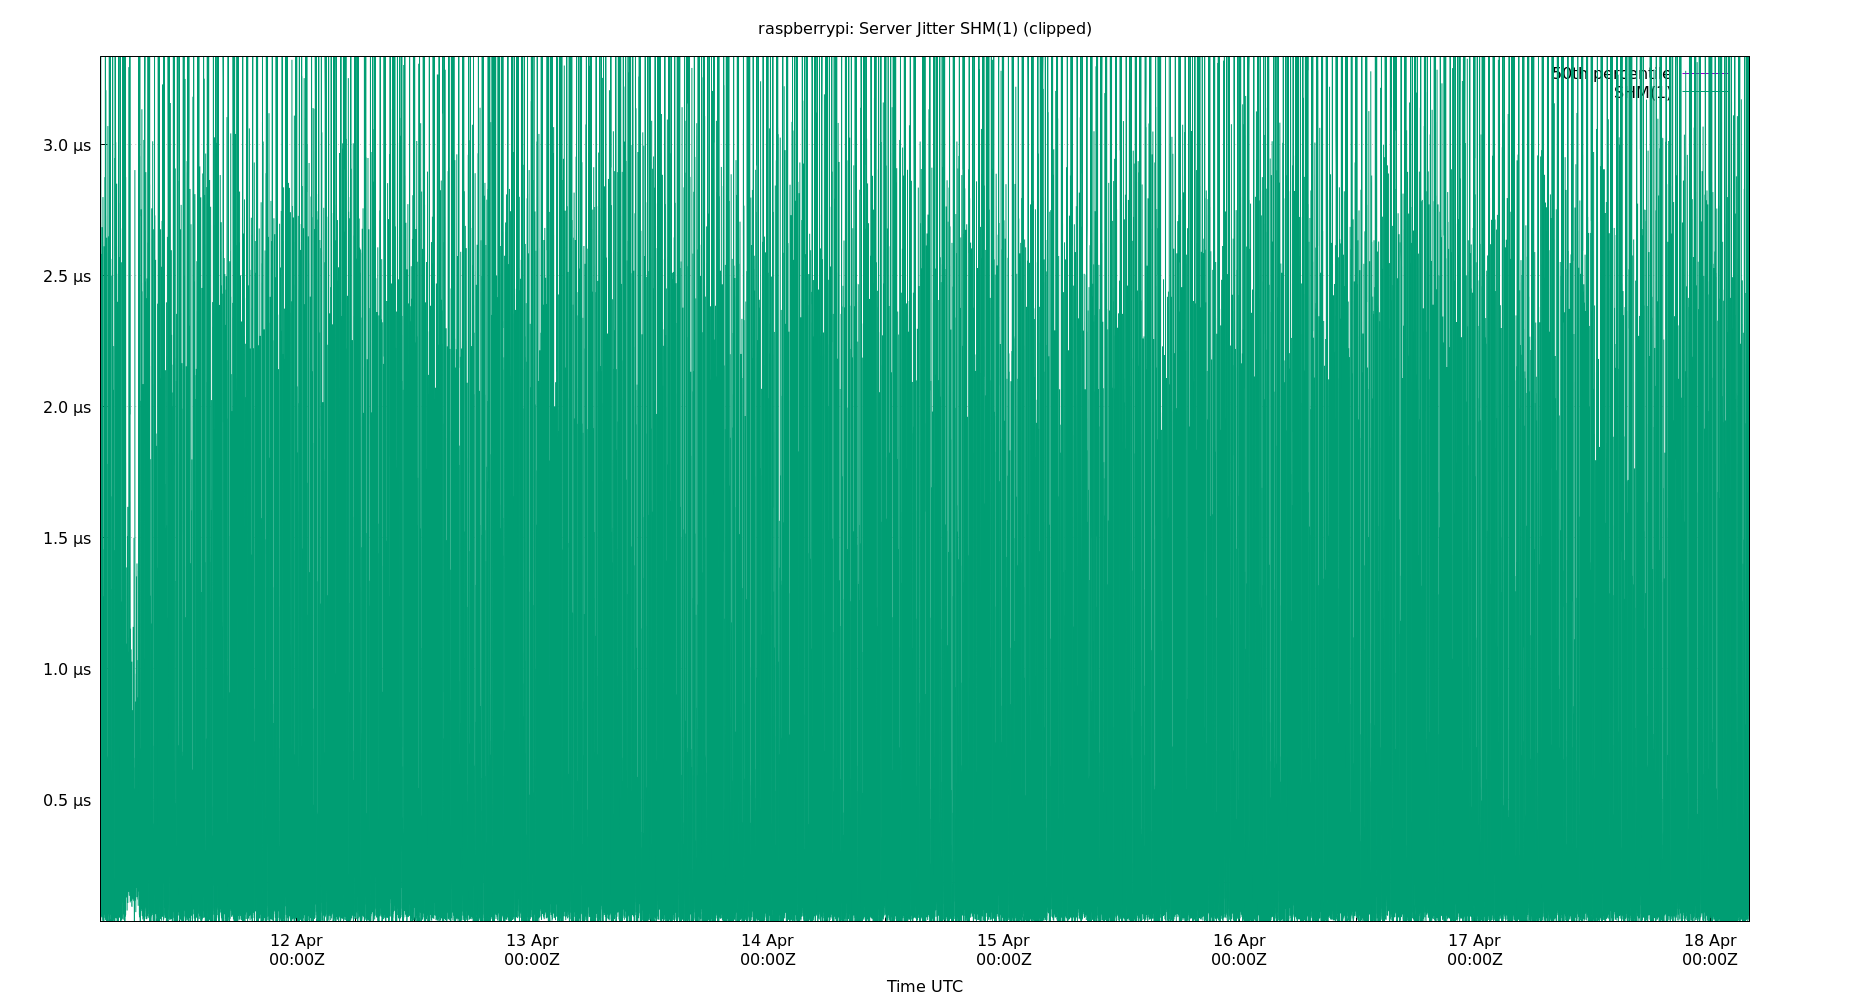 raspberrypi: Server Jitter SHM(1) (clipped)
50th percentile
SHM(1)
3.0 µs
2.5 µs
2.0 µs
1.5 µs
1.0 µs
0.5 µs
12 Apr 13 Apr 14 Apr 15 Apr 16 Apr 17 Apr 18 Apr
00:00Z 00:00Z 00:00Z 00:00Z 00:00Z 00:00Z 00:00Z
Time UTC